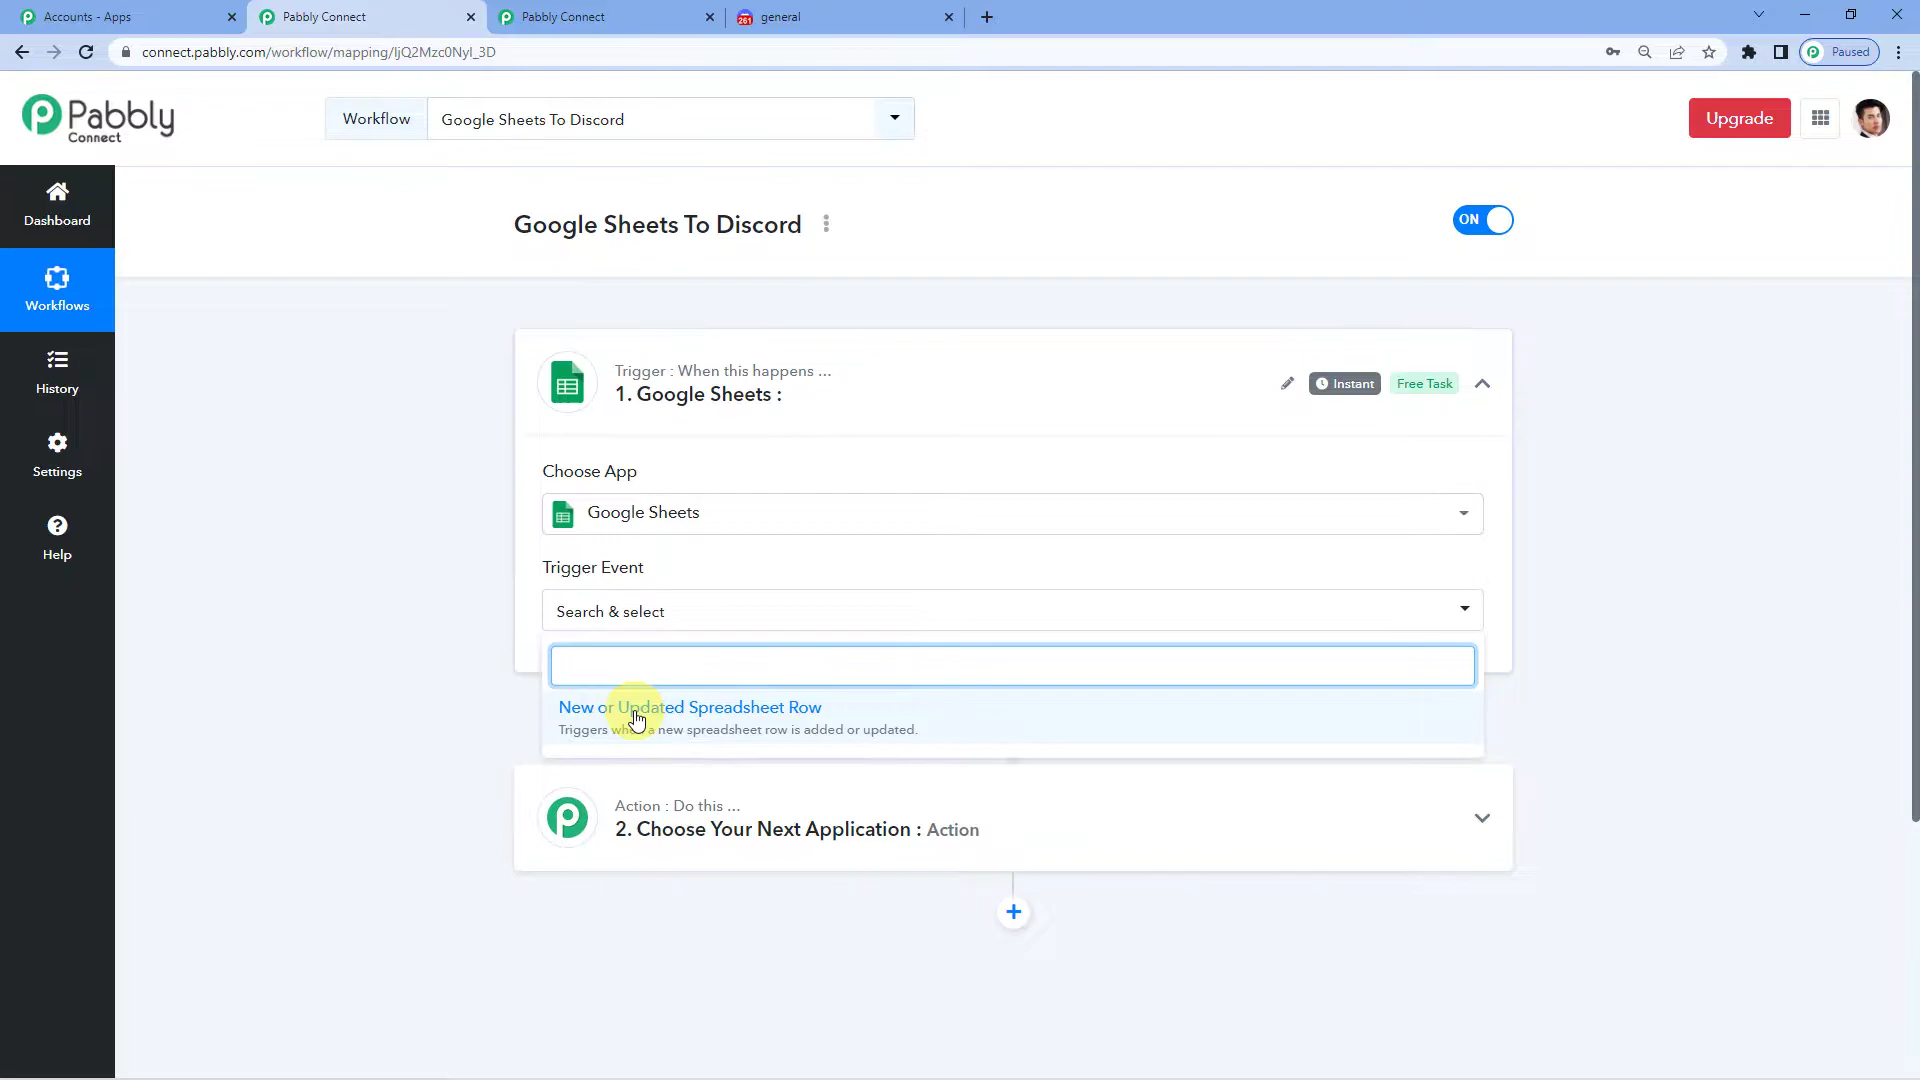 Accounts - Apps
Pabbly Connect
Pabbly Connect
261
general
connect.pabbly.com/workflow/mapping/IjQ2Mzc0NyI_3D
Paused
Pabbly
Connect
Workflow
Google Sheets To Discord
Upgrade
Dashboard
Google Sheets To Discord
ON
Workflows
Trigger : When this happens ...
1. Google Sheets :
Instant
Free Task
History
Settings
Choose App
Google Sheets
Help
Trigger Event
Search & select
New or Updated Spreadsheet Row
Triggers when a new spreadsheet row is added or updated.
Action : Do this ...
2. Choose Your Next Application : Action